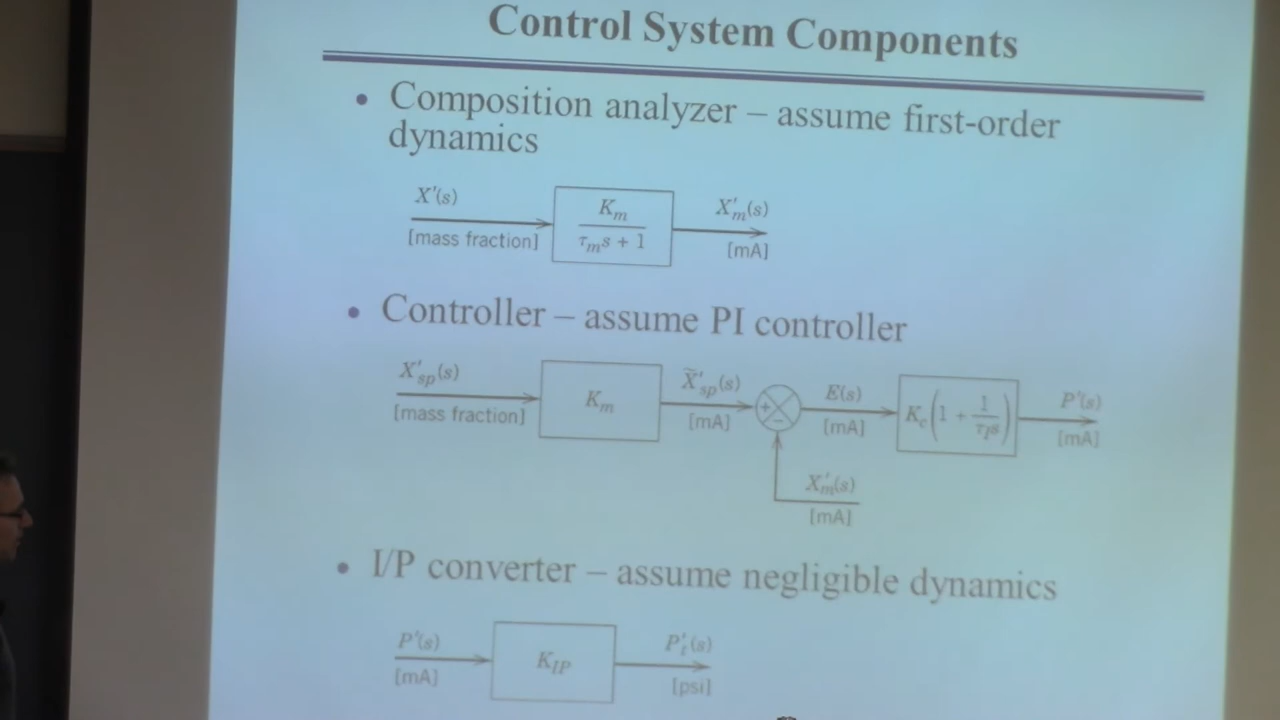 Control System Components
• Composition analyzer – assume first-order
dynamics
X'(s)
[mass fraction]
K_m
τ_m s + 1
X'_m(s)
[mA]
• Controller – assume PI controller
X'_sp(s)
[mass fraction]
K_m
X̃'_sp(s)
[mA]
+
−
E(s)
[mA]
K_c(1 + 1/τ_I s)
P'(s)
[mA]
X'_m(s)
[mA]
• I/P converter – assume negligible dynamics
P'(s)
[mA]
K_IP
P'_t(s)
[psi]